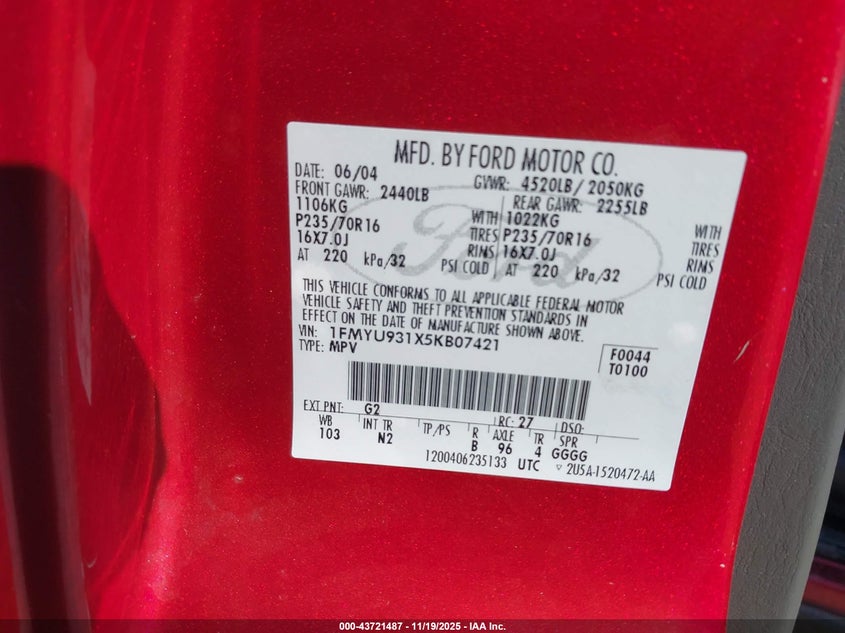 MFD. BY FORD MOTOR CO.
DATE: 06/04 GVWR: 4520LB/ 2050KG
FRONT GAWR: 2440LB REAR GAWR: 2255LB
1106KG WITH 1022KG WITH
P235/70R16 TIRES P235/70R16 TIRES
16X7.0J RIMS 16X7.0J RIMS
AT 220 kPa/32 PSI COLD AT 220 kPa/32 PSI COLD
THIS VEHICLE CONFORMS TO ALL APPLICABLE FEDERAL MOTOR
VEHICLE SAFETY AND THEFT PREVENTION STANDARDS IN
EFFECT ON THE DATE OF MANUFACTURE SHOWN ABOVE.
VIN: 1FMYU931X5KB07421
TYPE: MPV
F0044
T0100
EXT PNT: G2 RC: 27 DSO:
WB INT TR TP/PS R AXLE TR SPR
103 N2 B 96 4 GGGG
1200406235133 UTC ▽ 2U5A-1520472-AA
Ford
000-43721487 - 11/19/2025 - IAA Inc.